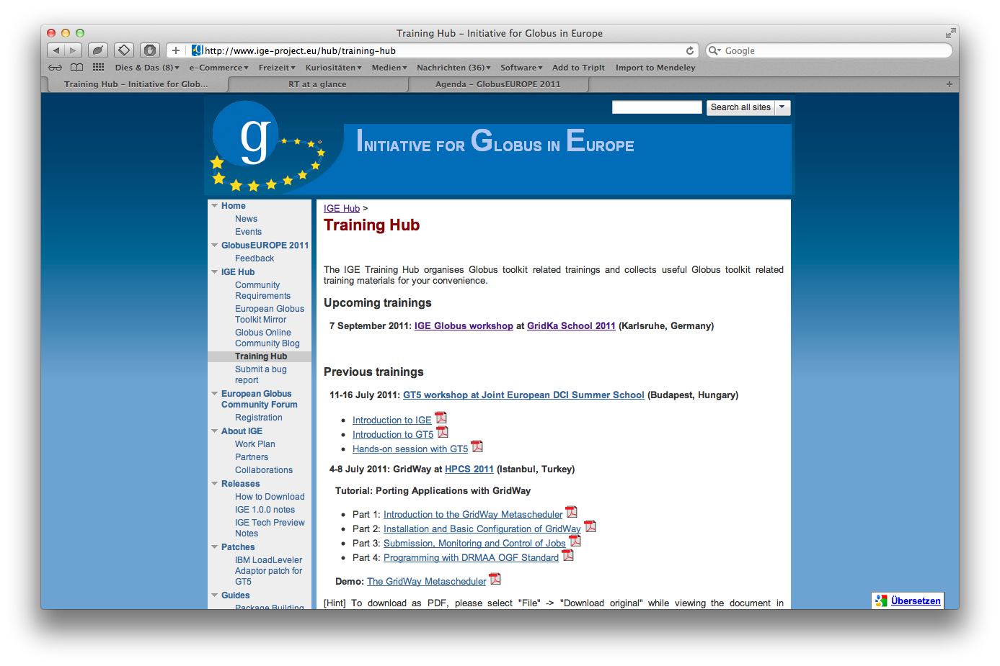 Training Hub – Initiative for Globus in Europe
http://www.ige-project.eu/hub/training-hub
Google
Dies & Das (8) e-Commerce Freizeit Kuriositäten Medien Nachrichten (36) Software Add to TripIt Import to Mendeley
Training Hub – Initiative for Glob... RT at a glance Agenda – GlobusEUROPE 2011
Search all sites
g
INITIATIVE FOR GLOBUS IN EUROPE
Home
News
Events
GlobusEUROPE 2011
Feedback
IGE Hub
Community
Requirements
European Globus
Toolkit Mirror
Globus Online
Community Blog
Training Hub
Submit a bug
report
European Globus
Community Forum
Registration
About IGE
Work Plan
Partners
Collaborations
Releases
How to Download
IGE 1.0.0 notes
IGE Tech Preview
Notes
Patches
IBM LoadLeveler
Adaptor patch for
GT5
Guides
Package Building
IGE Hub >
Training Hub
The IGE Training Hub organises Globus toolkit related trainings and collects useful Globus toolkit related
training materials for your convenience.
Upcoming trainings
7 September 2011: IGE Globus workshop at GridKa School 2011 (Karlsruhe, Germany)
Previous trainings
11-16 July 2011: GT5 workshop at Joint European DCI Summer School (Budapest, Hungary)
• Introduction to IGE
• Introduction to GT5
• Hands-on session with GT5
4-8 July 2011: GridWay at HPCS 2011 (Istanbul, Turkey)
Tutorial: Porting Applications with GridWay
• Part 1: Introduction to the GridWay Metascheduler
• Part 2: Installation and Basic Configuration of GridWay
• Part 3: Submission, Monitoring and Control of Jobs
• Part 4: Programming with DRMAA OGF Standard
Demo: The GridWay Metascheduler
[Hint] To download as PDF, please select "File" -> "Download original" while viewing the document in
Übersetzen